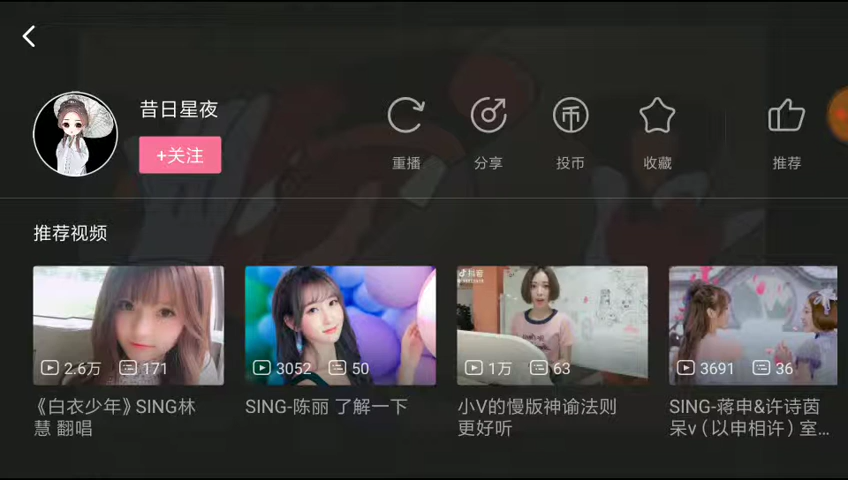 昔日星夜
+关注
重播
分享
投币
收藏
推荐
币
推荐视频
抖音
2.6万 171
3052 50
1万 63
3691 36
《白衣少年》SING林
慧 翻唱
SING-陈丽 了解一下
小V的慢版神谕法则
更好听
SING-蒋申&许诗茵
呆v（以申相许）室…